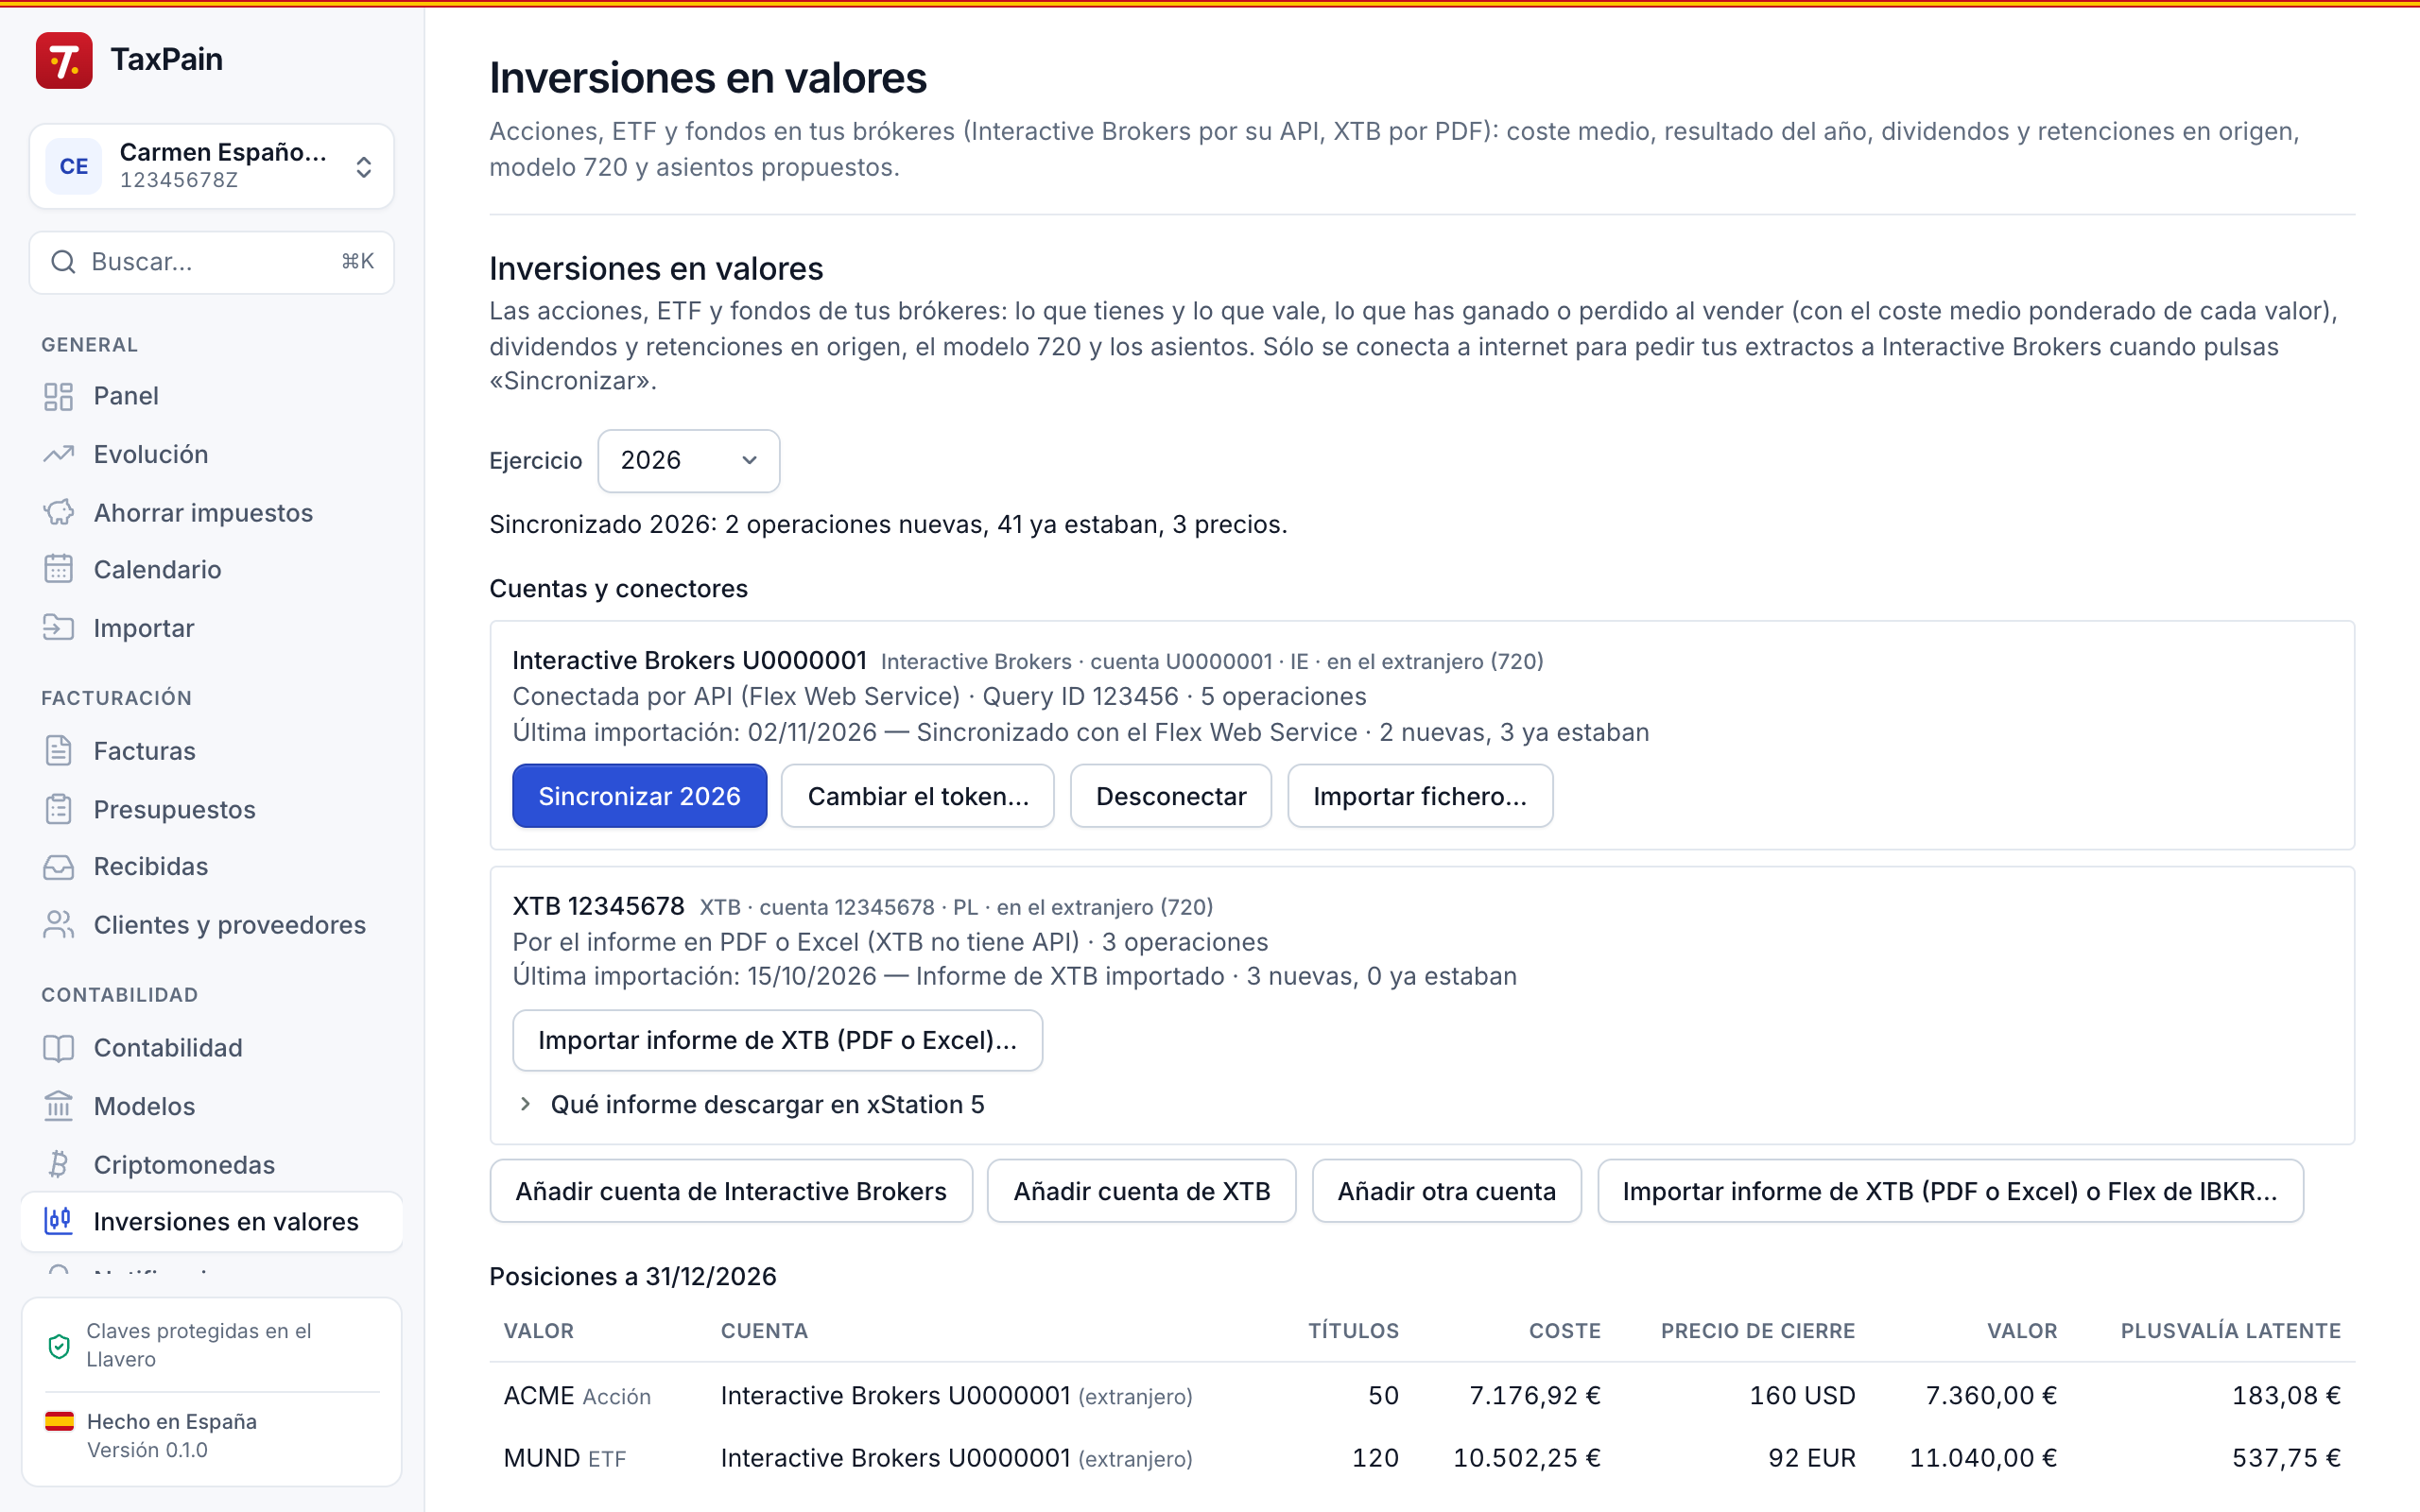 TaxPain
CE
Carmen Españo...
12345678Z
Buscar...
⌘K
GENERAL
Panel
Evolución
Ahorrar impuestos
Calendario
Importar
FACTURACIÓN
Facturas
Presupuestos
Recibidas
Clientes y proveedores
CONTABILIDAD
Contabilidad
Modelos
Criptomonedas
Inversiones en valores
Claves protegidas en el
Llavero
Hecho en España
Versión 0.1.0
Inversiones en valores
Acciones, ETF y fondos en tus brókeres (Interactive Brokers por su API, XTB por PDF): coste medio, resultado del año, dividendos y retenciones en origen,
modelo 720 y asientos propuestos.
Inversiones en valores
Las acciones, ETF y fondos de tus brókeres: lo que tienes y lo que vale, lo que has ganado o perdido al vender (con el coste medio ponderado de cada valor),
dividendos y retenciones en origen, el modelo 720 y los asientos. Sólo se conecta a internet para pedir tus extractos a Interactive Brokers cuando pulsas
«Sincronizar».
Ejercicio 2026
Sincronizado 2026: 2 operaciones nuevas, 41 ya estaban, 3 precios.
Cuentas y conectores
Interactive Brokers U0000001 Interactive Brokers · cuenta U0000001 · IE · en el extranjero (720)
Conectada por API (Flex Web Service) · Query ID 123456 · 5 operaciones
Última importación: 02/11/2026 — Sincronizado con el Flex Web Service · 2 nuevas, 3 ya estaban
Sincronizar 2026 Cambiar el token... Desconectar Importar fichero...
XTB 12345678 XTB · cuenta 12345678 · PL · en el extranjero (720)
Por el informe en PDF o Excel (XTB no tiene API) · 3 operaciones
Última importación: 15/10/2026 — Informe de XTB importado · 3 nuevas, 0 ya estaban
Importar informe de XTB (PDF o Excel)...
Qué informe descargar en xStation 5
Añadir cuenta de Interactive Brokers Añadir cuenta de XTB Añadir otra cuenta Importar informe de XTB (PDF o Excel) o Flex de IBKR...
Posiciones a 31/12/2026
VALOR CUENTA TÍTULOS COSTE PRECIO DE CIERRE VALOR PLUSVALÍA LATENTE
ACME Acción Interactive Brokers U0000001 (extranjero) 50 7.176,92 € 160 USD 7.360,00 € 183,08 €
MUND ETF Interactive Brokers U0000001 (extranjero) 120 10.502,25 € 92 EUR 11.040,00 € 537,75 €